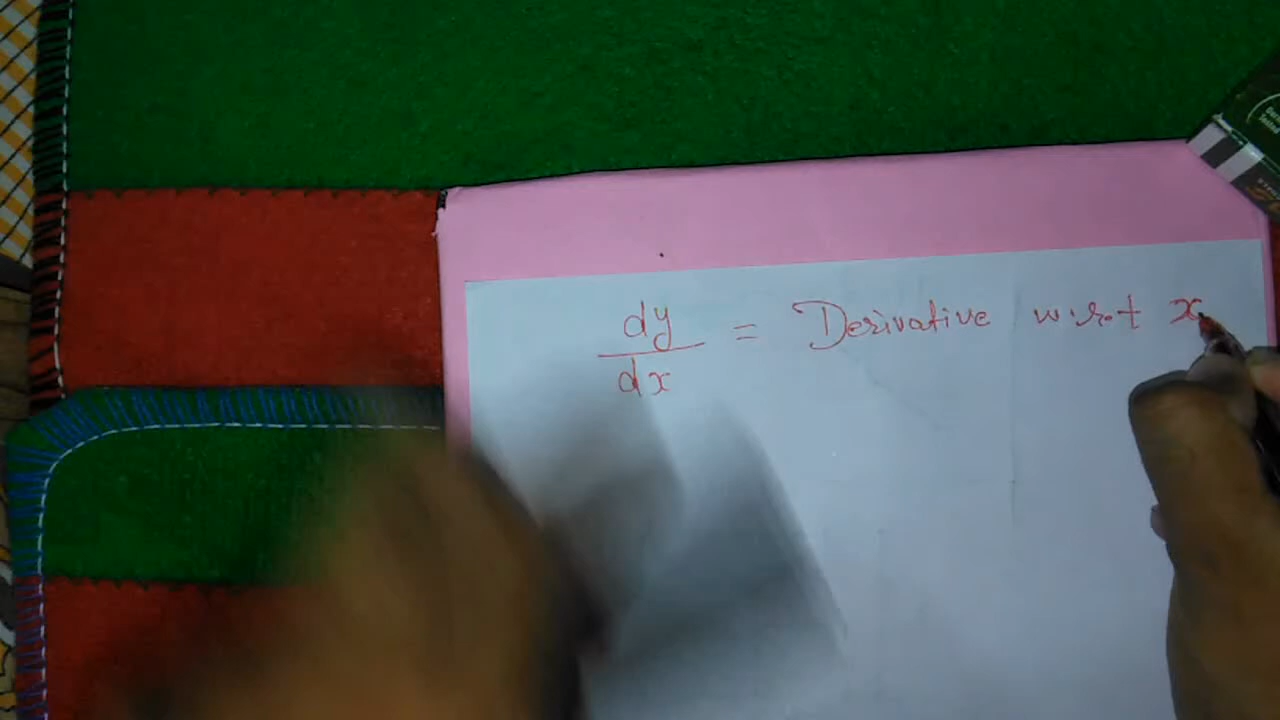 dy/dx = Derivative w.r.t x